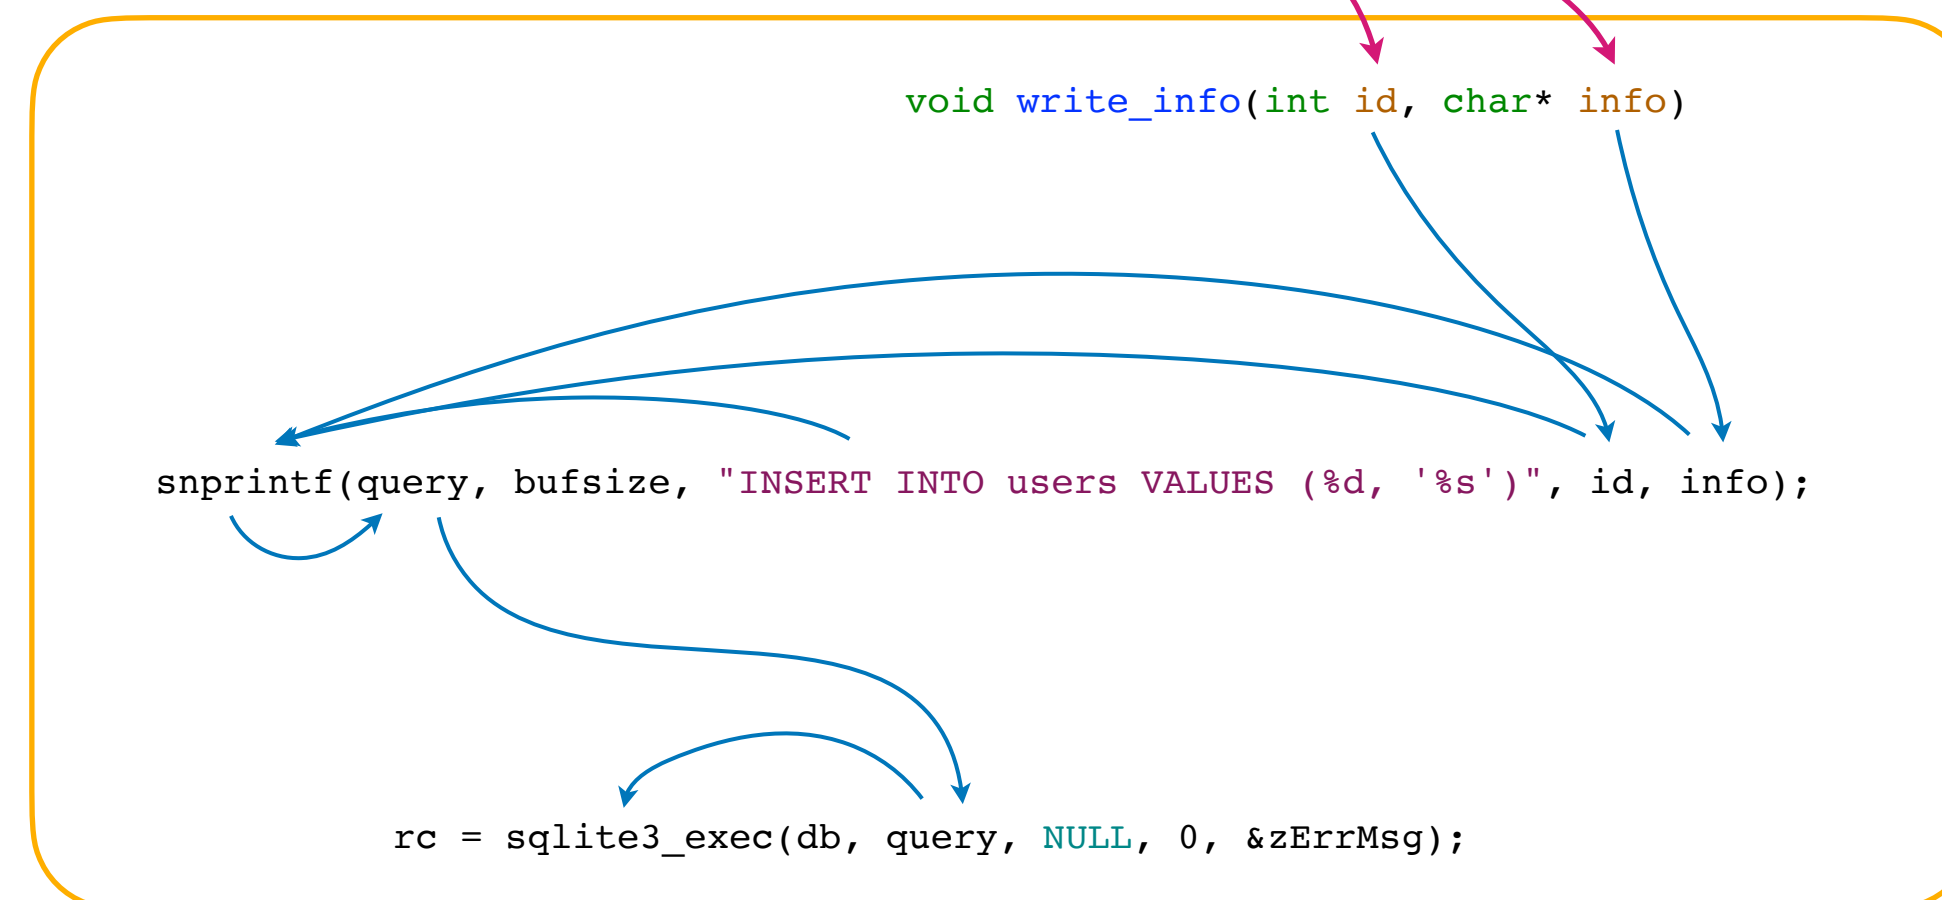 void write_info(int id, char* info)
snprintf(query, bufsize, "INSERT INTO users VALUES (%d, '%s')", id, info);
rc = sqlite3_exec(db, query, NULL, 0, &zErrMsg);